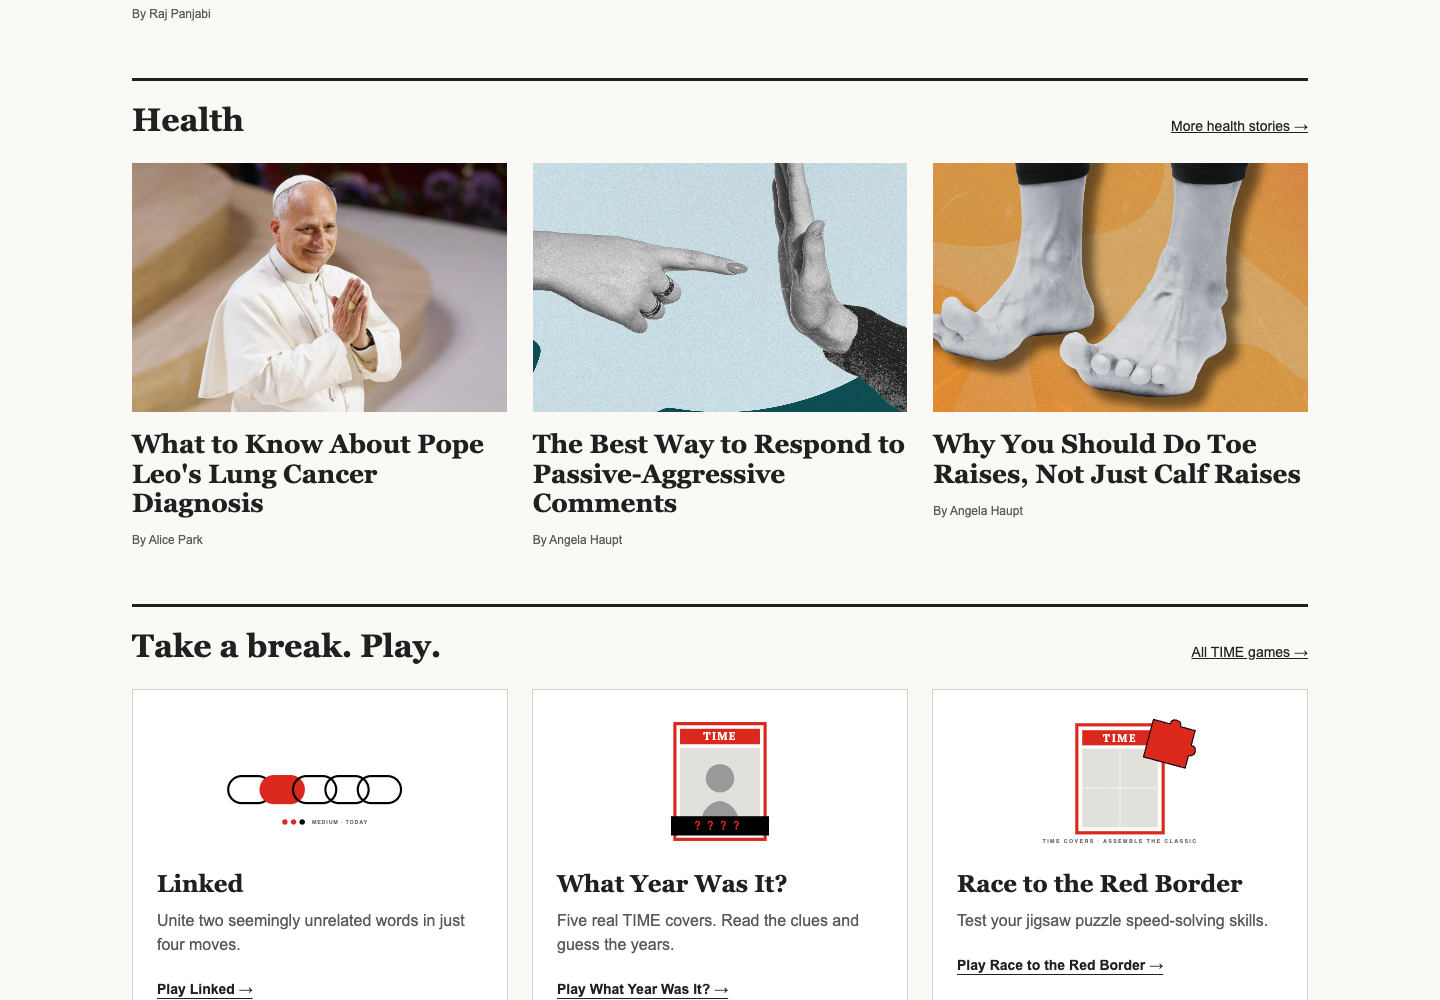 By Raj Panjabi
Health
More health stories →
What to Know About Pope
Leo's Lung Cancer
Diagnosis
By Alice Park
The Best Way to Respond to
Passive-Aggressive
Comments
By Angela Haupt
Why You Should Do Toe
Raises, Not Just Calf Raises
By Angela Haupt
Take a break. Play.
All TIME games →
MEDIUM · TODAY
Linked
Unite two seemingly unrelated words in just
four moves.
Play Linked →
TIME
? ? ? ?
What Year Was It?
Five real TIME covers. Read the clues and
guess the years.
Play What Year Was It? →
TIME
TIME COVERS · ASSEMBLE THE CLASSIC
Race to the Red Border
Test your jigsaw puzzle speed-solving skills.
Play Race to the Red Border →